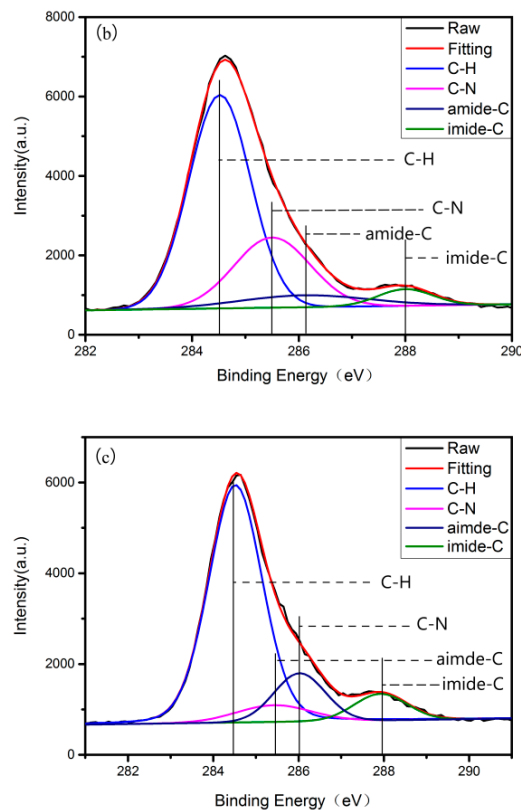 (b)
Raw
Fitting
C-H
C-N
amide-C
imide-C
C-H
C-N
amide-C
imide-C
8000
6000
4000
2000
0
Intensity(a.u.)
282 284 286 288 290
Binding Energy（eV）
(c)
Raw
Fitting
C-H
C-N
aimde-C
imide-C
C-H
C-N
aimde-C
imide-C
6000
4000
2000
0
Intensity(a.u.)
282 284 286 288 290
Binding Energy（eV）